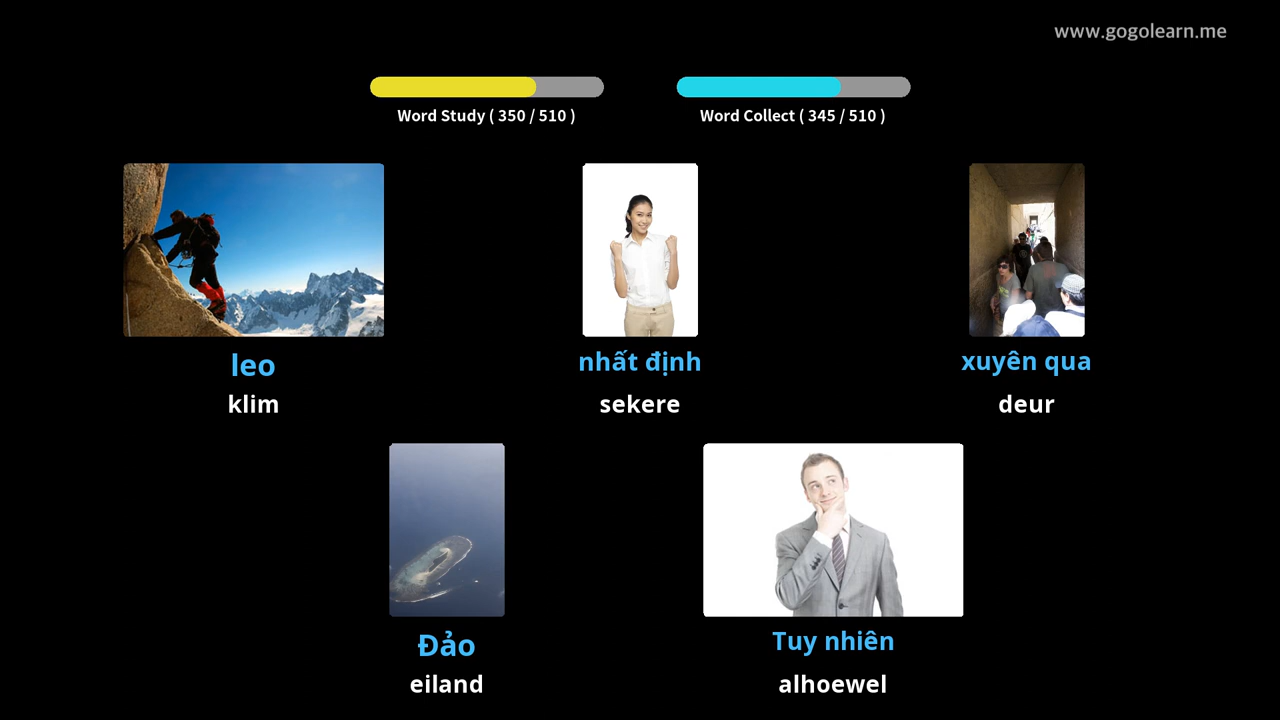 www.gogolearn.me
Word Study ( 350 / 510 )
Word Collect ( 345 / 510 )
leo
klim
nhất định
sekere
xuyên qua
deur
Đảo
eiland
Tuy nhiên
alhoewel